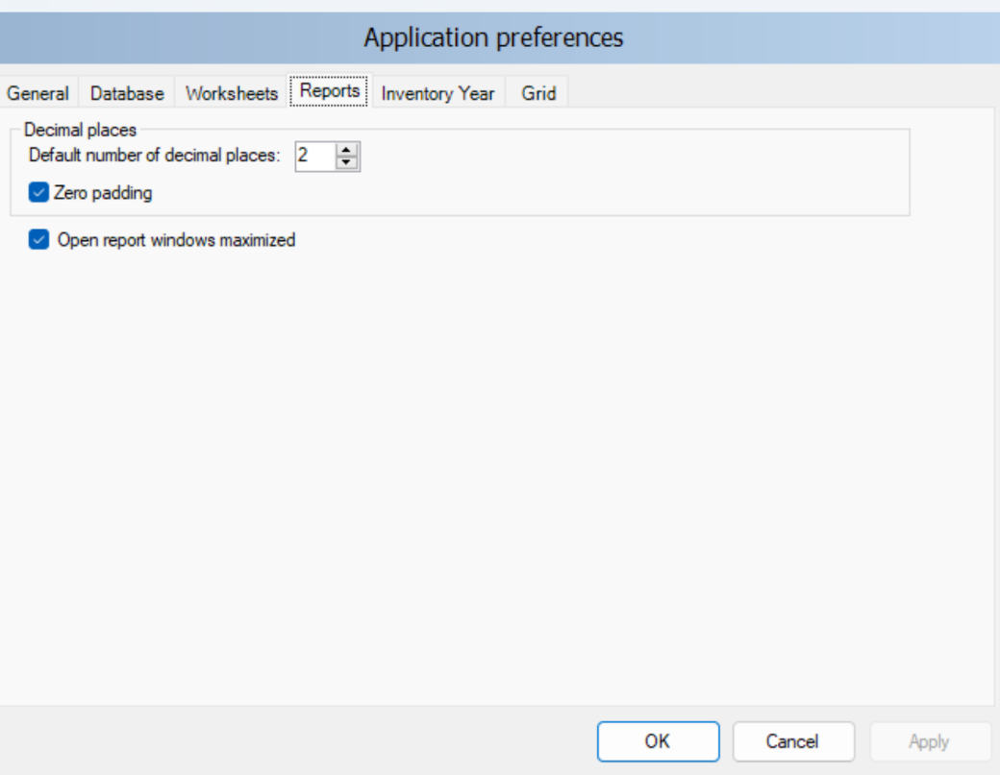 Application preferences
General Database Worksheets Reports Inventory Year Grid
Decimal places
Default number of decimal places: 2
Zero padding
Open report windows maximized
OK Cancel Apply